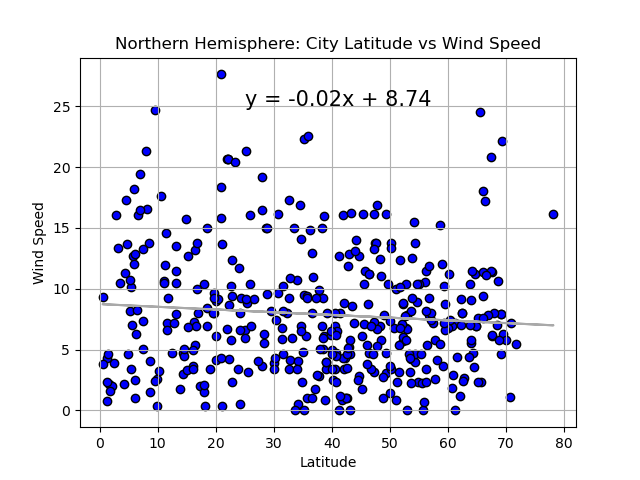 Northern Hemisphere: City Latitude vs Wind Speed
y = -0.02x + 8.74
Wind Speed
25
20
15
10
5
0
0 10 20 30 40 50 60 70 80
Latitude